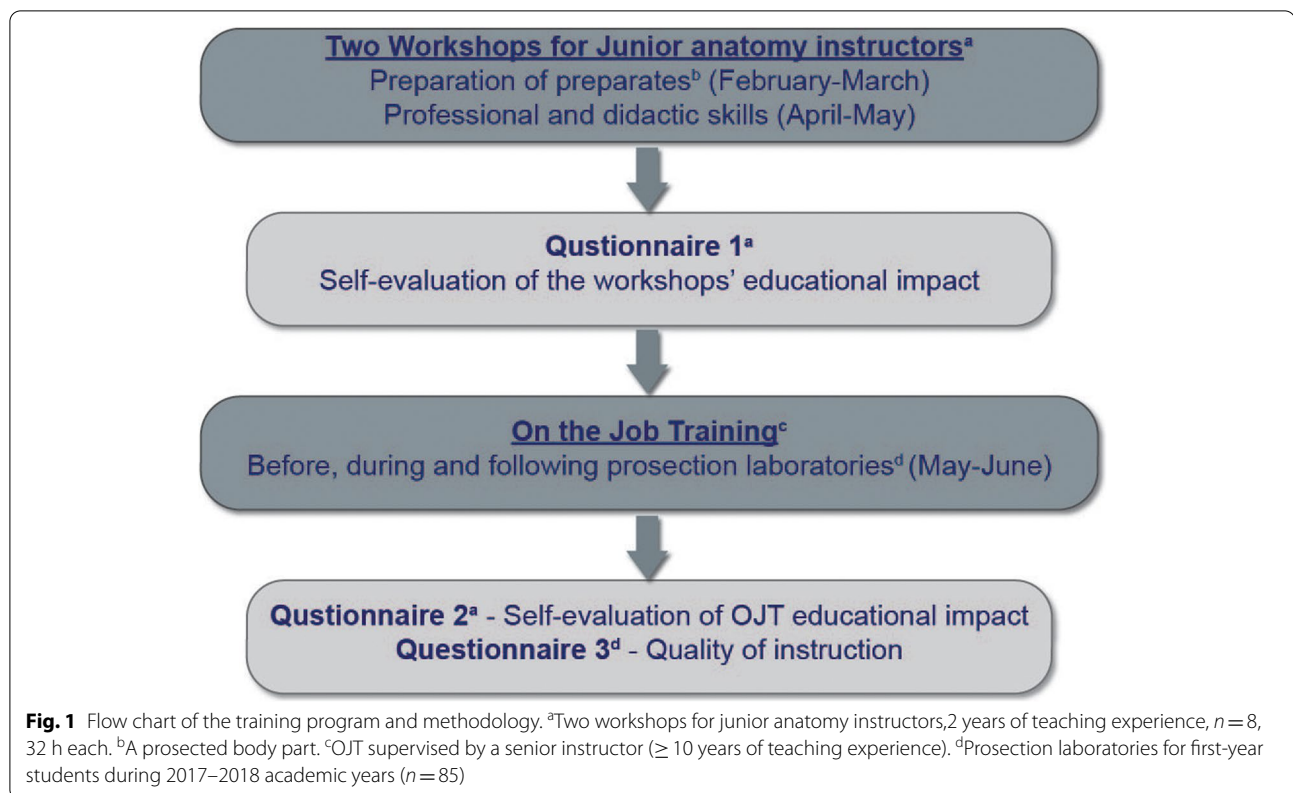 Two Workshops for Junior anatomy instructorsᵃ
Preparation of preparatesᵇ (February-March)
Professional and didactic skills (April-May)
Qustionnaire 1ᵃ
Self-evaluation of the workshops’ educational impact
On the Job Trainingᶜ
Before, during and following prosection laboratoriesᵈ (May-June)
Qustionnaire 2ᵃ - Self-evaluation of OJT educational impact
Questionnaire 3ᵈ - Quality of instruction
Fig. 1 Flow chart of the training program and methodology. ᵃTwo workshops for junior anatomy instructors,2 years of teaching experience, n = 8,
32 h each. ᵇA prosected body part. ᶜOJT supervised by a senior instructor (≥ 10 years of teaching experience). ᵈProsection laboratories for first-year
students during 2017–2018 academic years (n = 85)